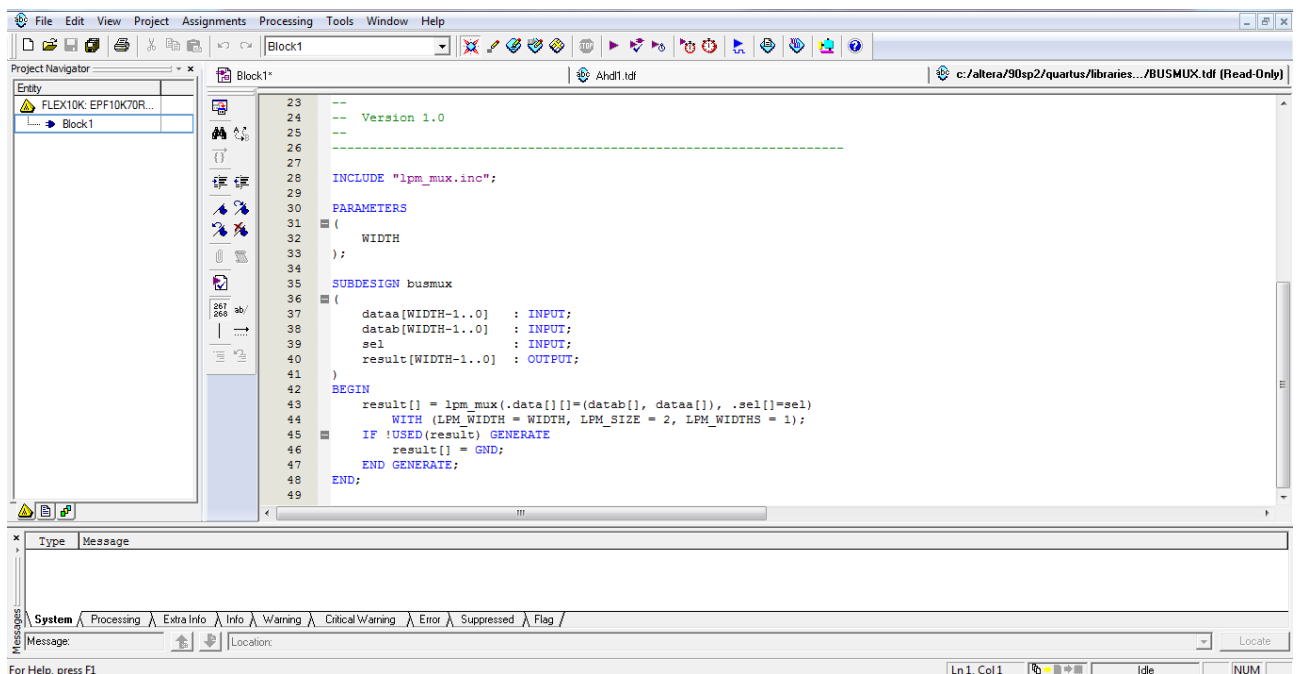 File Edit View Project Assignments Processing Tools Window Help
Block1
Project Navigator
Block1*
Ahdl1.tdf
c:/altera/90sp2/quartus/libraries.../BUSMUX.tdf (Read-Only)
Entity
FLEX10K: EPF10K70R...
Block1
23 --
24 -- Version 1.0
25 --
26 ----------------------------------------------------------------------
27
28 INCLUDE "lpm_mux.inc";
29
30 PARAMETERS
31 (
32 WIDTH
33 );
34
35 SUBDESIGN busmux
36 (
37 dataa[WIDTH-1..0] : INPUT;
38 datab[WIDTH-1..0] : INPUT;
39 sel : INPUT;
40 result[WIDTH-1..0] : OUTPUT;
41 )
42 BEGIN
43 result[] = lpm_mux(.data[][]=(datab[], dataa[]), .sel[]=sel)
44 WITH (LPM_WIDTH = WIDTH, LPM_SIZE = 2, LPM_WIDTHS = 1);
45 IF !USED(result) GENERATE
46 result[] = GND;
47 END GENERATE;
48 END;
49
267
268 ab/
Type Message
System Processing Extra Info Info Warning Critical Warning Error Suppressed Flag
Messages
Message:
Location:
Locate
For Help, press F1
Ln 1, Col 1
Idle
NUM